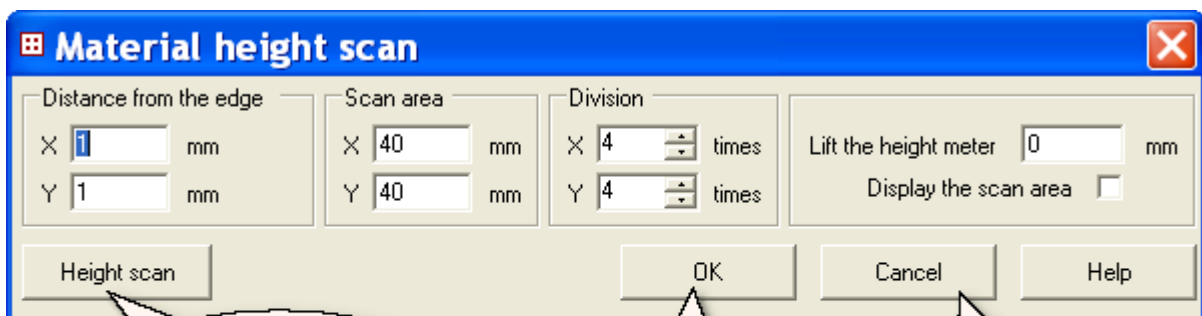 Material height scan
Distance from the edge
Scan area
Division
X 1 mm
X 40 mm
X 4 times
Lift the height meter 0 mm
Y 1 mm
Y 40 mm
Y 4 times
Display the scan area
Height scan
OK
Cancel
Help